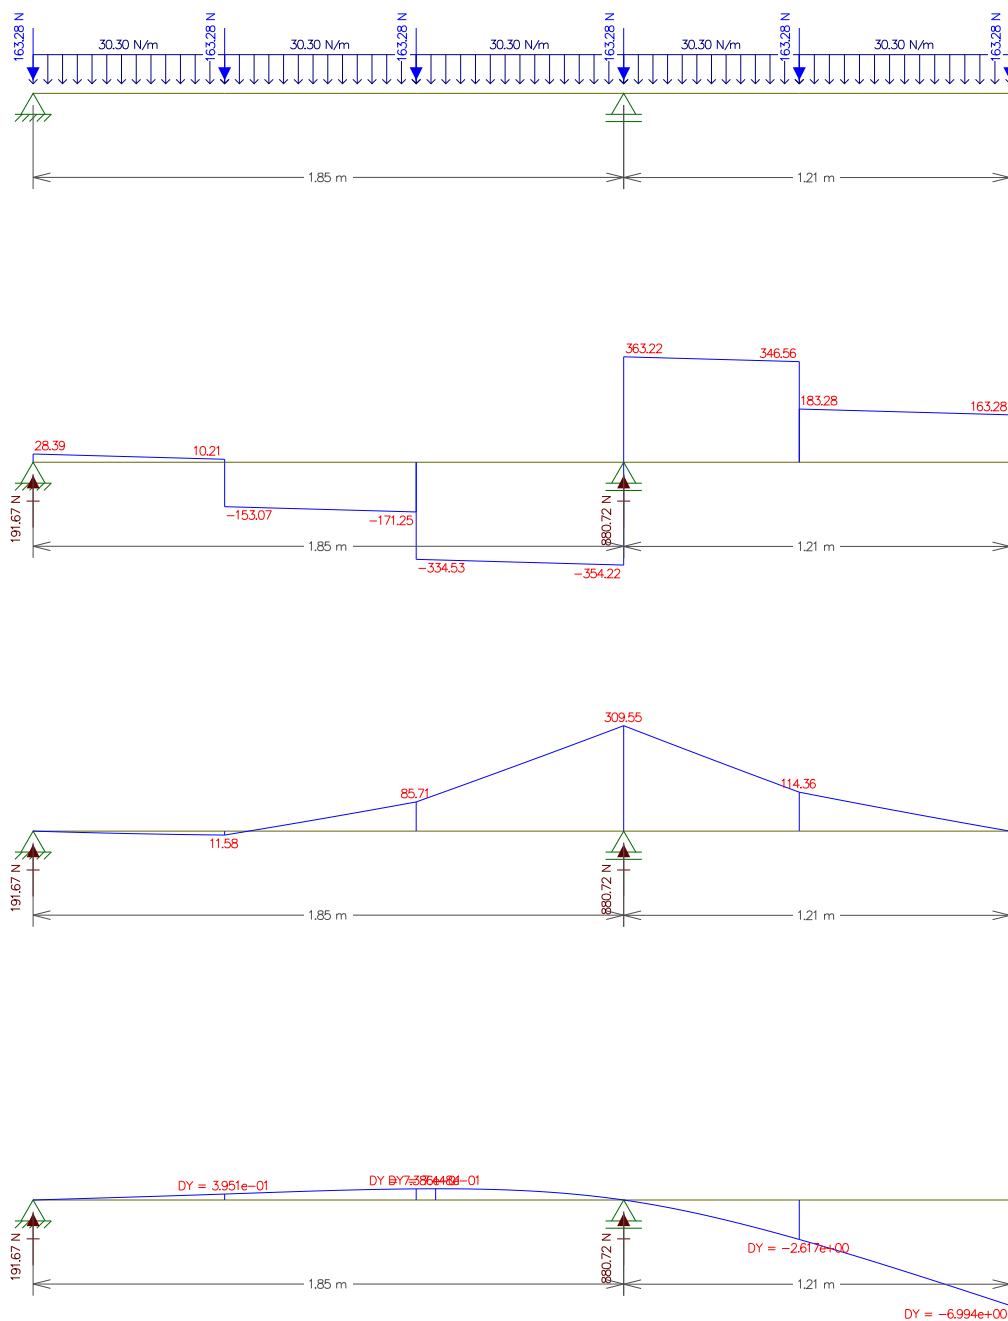 163.28 N 163.28 N 163.28 N 163.28 N 163.28 N 163.28 N
30.30 N/m 30.30 N/m 30.30 N/m 30.30 N/m 30.30 N/m
1.85 m 1.21 m
363.22 346.56
183.28 163.28
28.39 10.21
-153.07 -171.25
-334.53 -354.22
191.67 N 880.72 N
1.85 m 1.21 m
309.55
85.71 114.36
11.58
191.67 N 880.72 N
1.85 m 1.21 m
DY = 3.951e-01
DY = -2.617e+00
191.67 N 880.72 N
1.85 m 1.21 m
DY = -6.994e+00